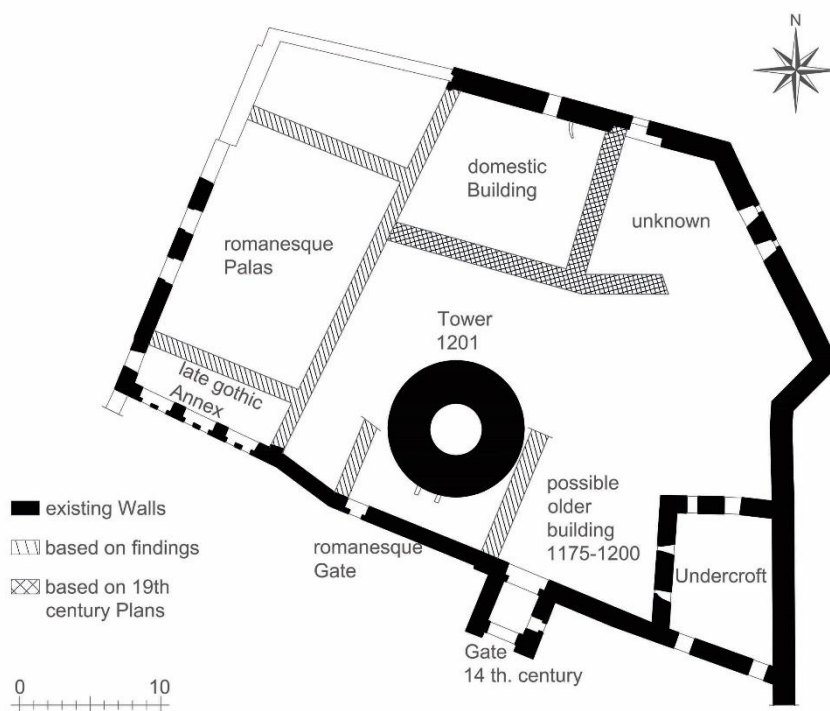 N
domestic
Building
unknown
romanesque
Palas
Tower
1201
late gothic
Annex
possible
older
building
1175-1200
romanesque
Gate
Undercroft
Gate
14 th. century
existing Walls
based on findings
based on 19th
century Plans
0 10